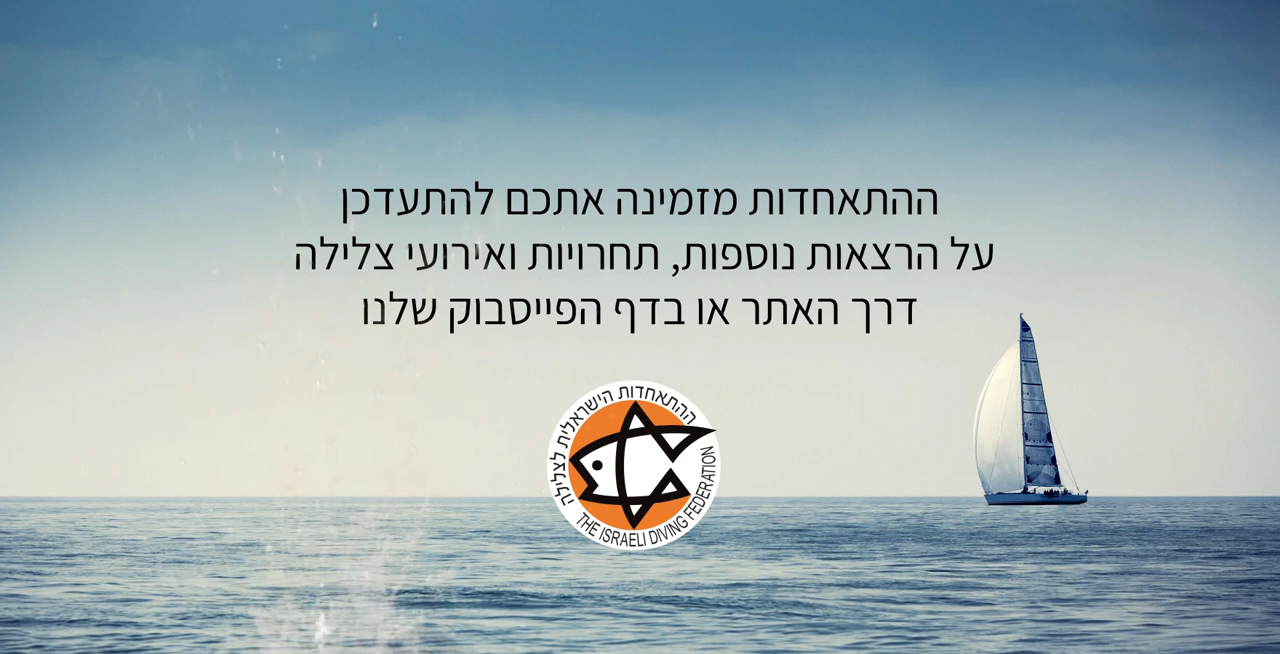 ההתאחדות מזמינה אתכם להתעדכן
על הרצאות נוספות, תחרויות ואירועי צלילה
דרך האתר או בדף הפייסבוק שלנו
ההתאחדות הישראלית לצלילה
THE ISRAELI DIVING FEDERATION